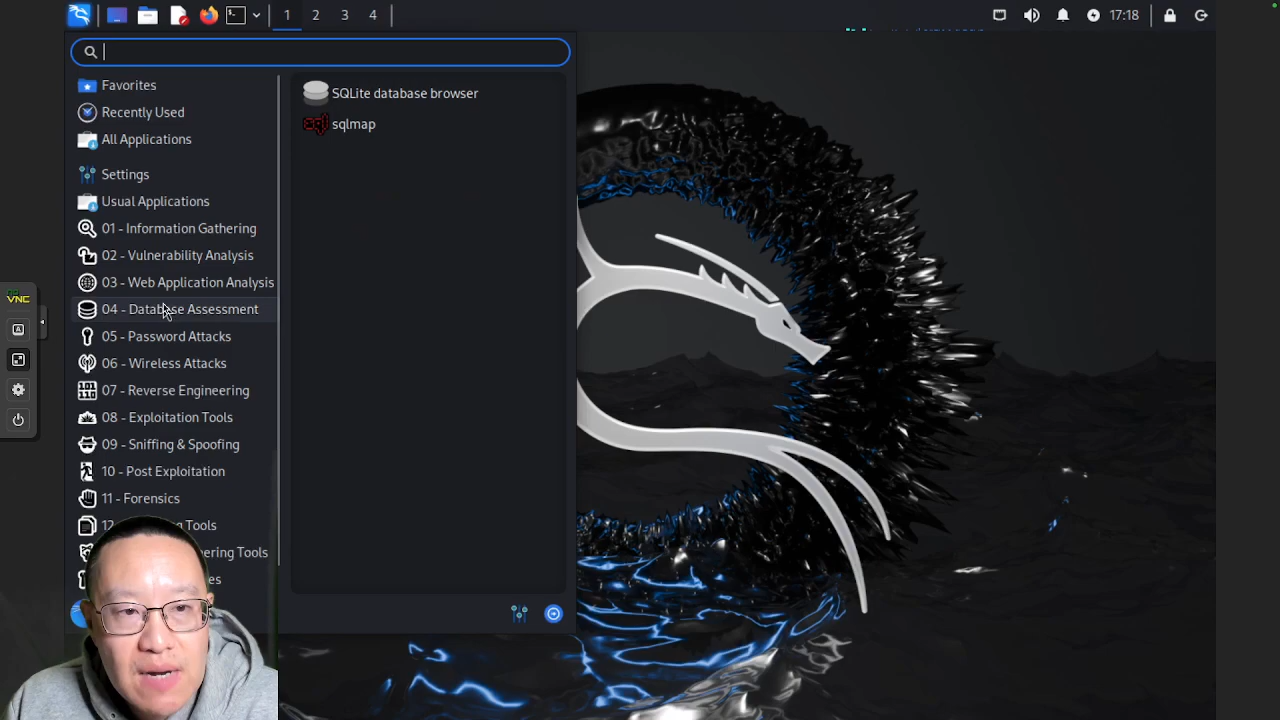 1 2 3 4
17:18
Favorites
Recently Used
All Applications
Settings
Usual Applications
01 - Information Gathering
02 - Vulnerability Analysis
03 - Web Application Analysis
04 - Database Assessment
05 - Password Attacks
06 - Wireless Attacks
07 - Reverse Engineering
08 - Exploitation Tools
09 - Sniffing & Spoofing
10 - Post Exploitation
11 - Forensics
Tools
Tools
SQLite database browser
sql sqlmap
no
VNC
A